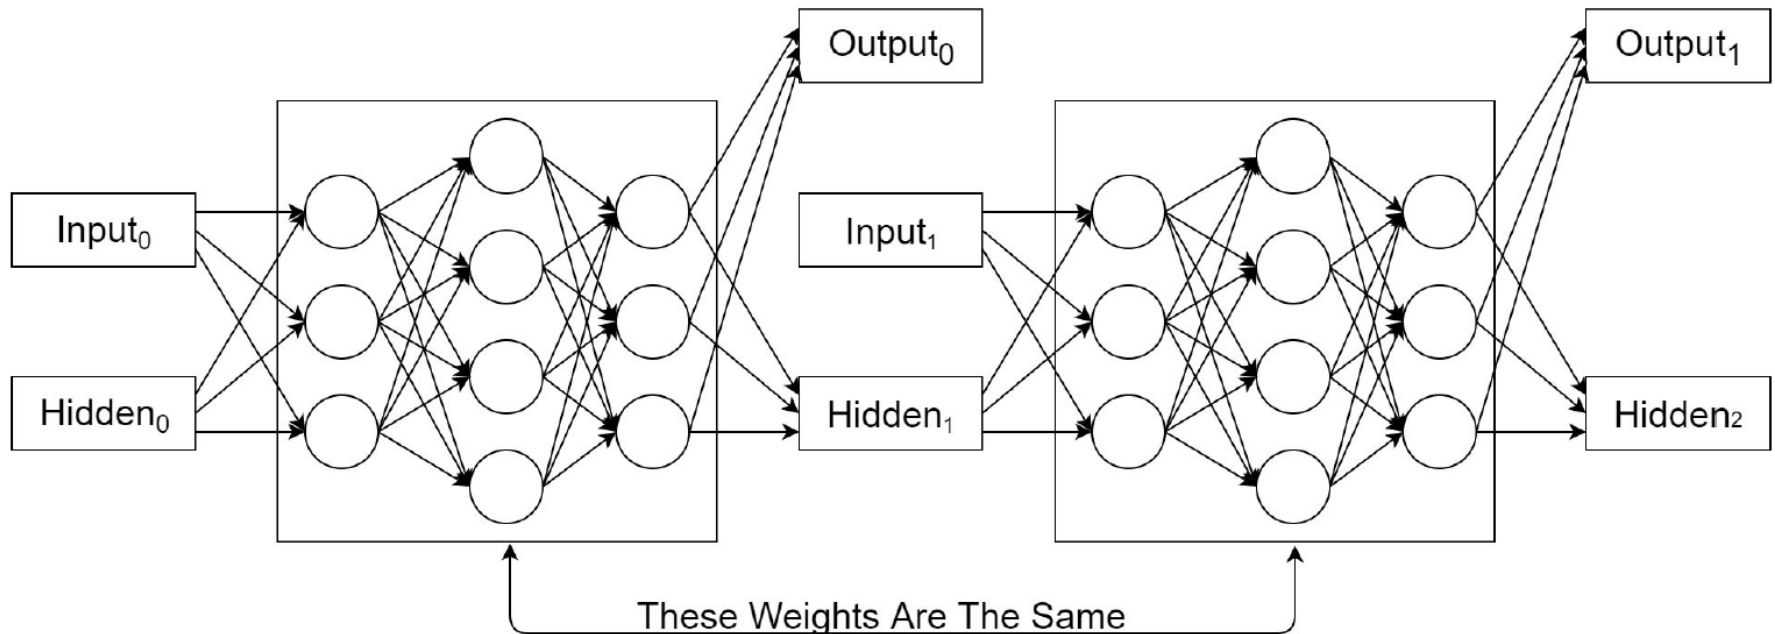 Output₀
Output₁
Input₀
Input₁
Hidden₀
Hidden₁
Hidden₂
These Weights Are The Same